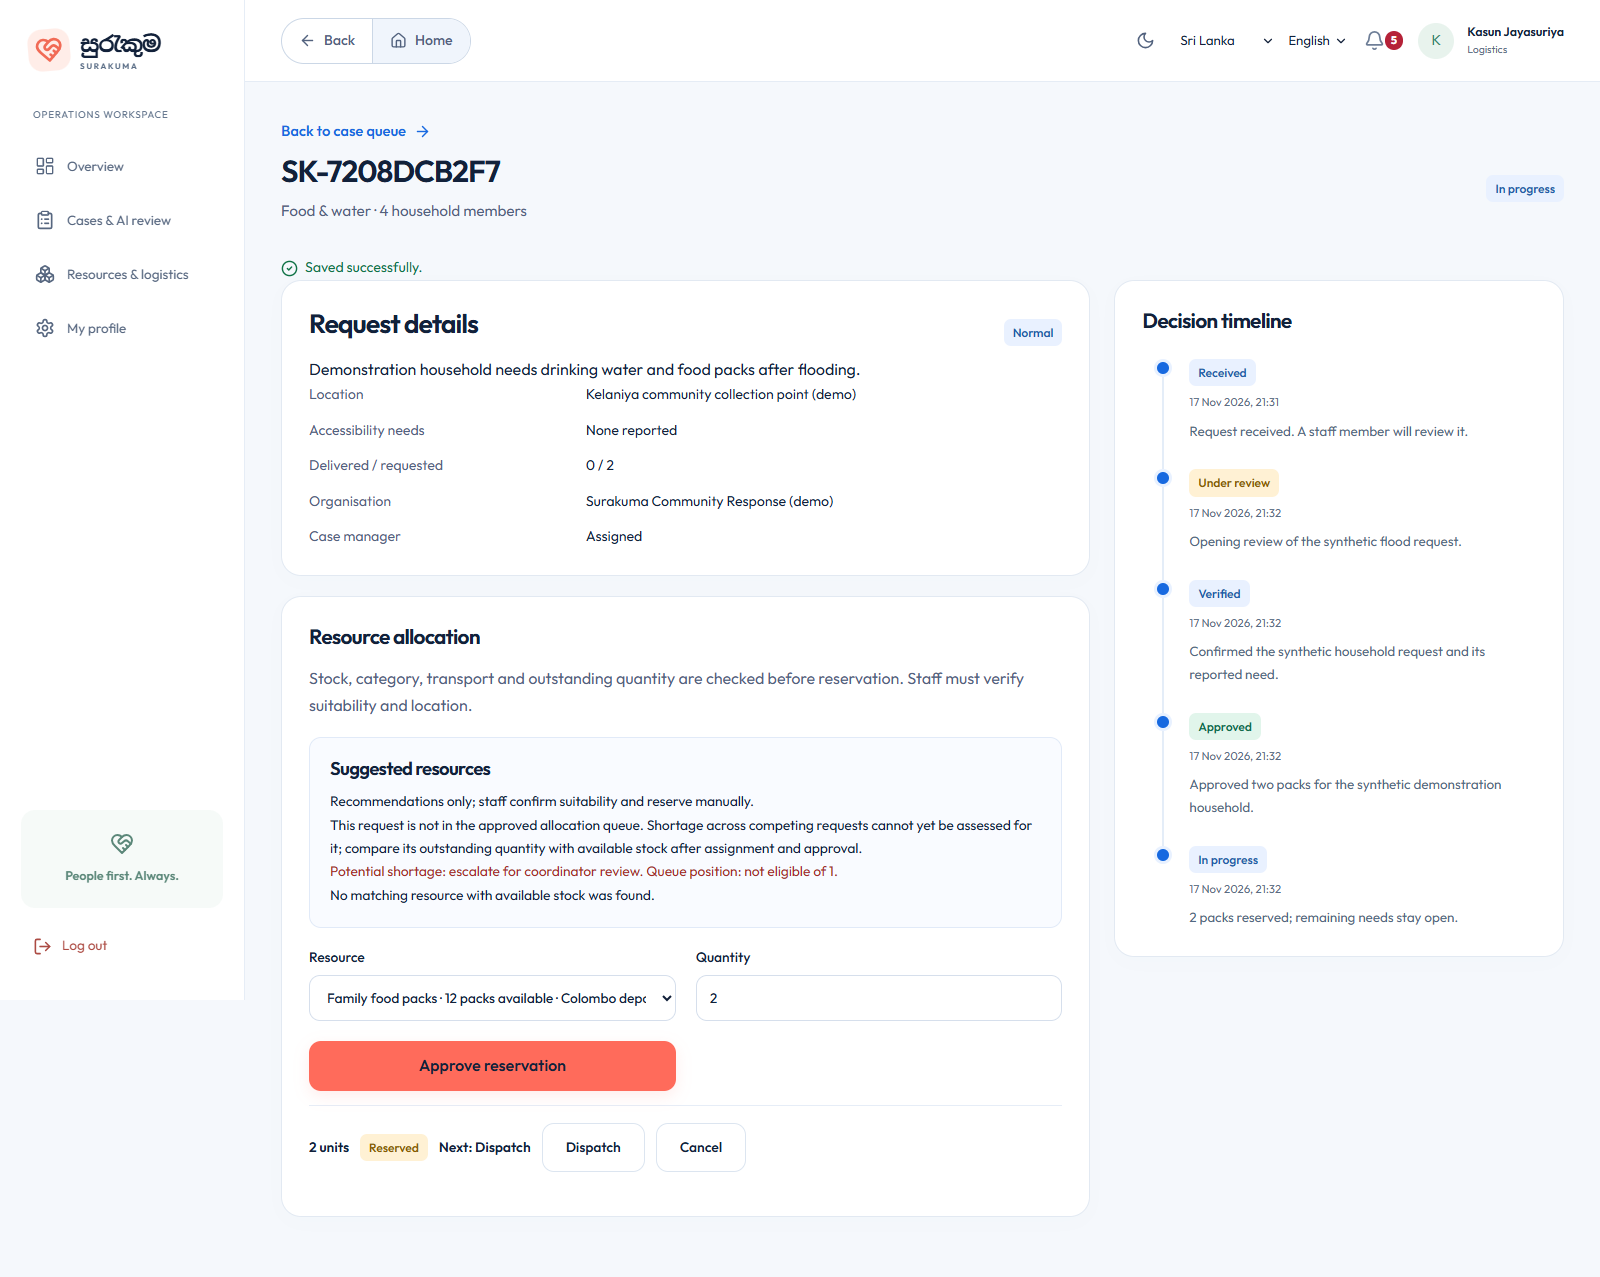 සුරැකුම
SURAKUMA
OPERATIONS WORKSPACE
Overview
Cases & AI review
Resources & logistics
My profile
People first. Always.
Log out
Back
Home
Sri Lanka
English
5
K
Kasun Jayasuriya
Logistics
Back to case queue
SK-7208DCB2F7
Food & water · 4 household members
In progress
Saved successfully.
Request details
Normal
Demonstration household needs drinking water and food packs after flooding.
Location Kelaniya community collection point (demo)
Accessibility needs None reported
Delivered / requested 0 / 2
Organisation Surakuma Community Response (demo)
Case manager Assigned
Resource allocation
Stock, category, transport and outstanding quantity are checked before reservation. Staff must verify
suitability and location.
Suggested resources
Recommendations only; staff confirm suitability and reserve manually.
This request is not in the approved allocation queue. Shortage across competing requests cannot yet be assessed for
it; compare its outstanding quantity with available stock after assignment and approval.
Potential shortage: escalate for coordinator review. Queue position: not eligible of 1.
No matching resource with available stock was found.
Resource Quantity
Family food packs · 12 packs available · Colombo depo 2
Approve reservation
2 units Reserved Next: Dispatch Dispatch Cancel
Decision timeline
Received
17 Nov 2026, 21:31
Request received. A staff member will review it.
Under review
17 Nov 2026, 21:32
Opening review of the synthetic flood request.
Verified
17 Nov 2026, 21:32
Confirmed the synthetic household request and its
reported need.
Approved
17 Nov 2026, 21:32
Approved two packs for the synthetic demonstration
household.
In progress
17 Nov 2026, 21:32
2 packs reserved; remaining needs stay open.